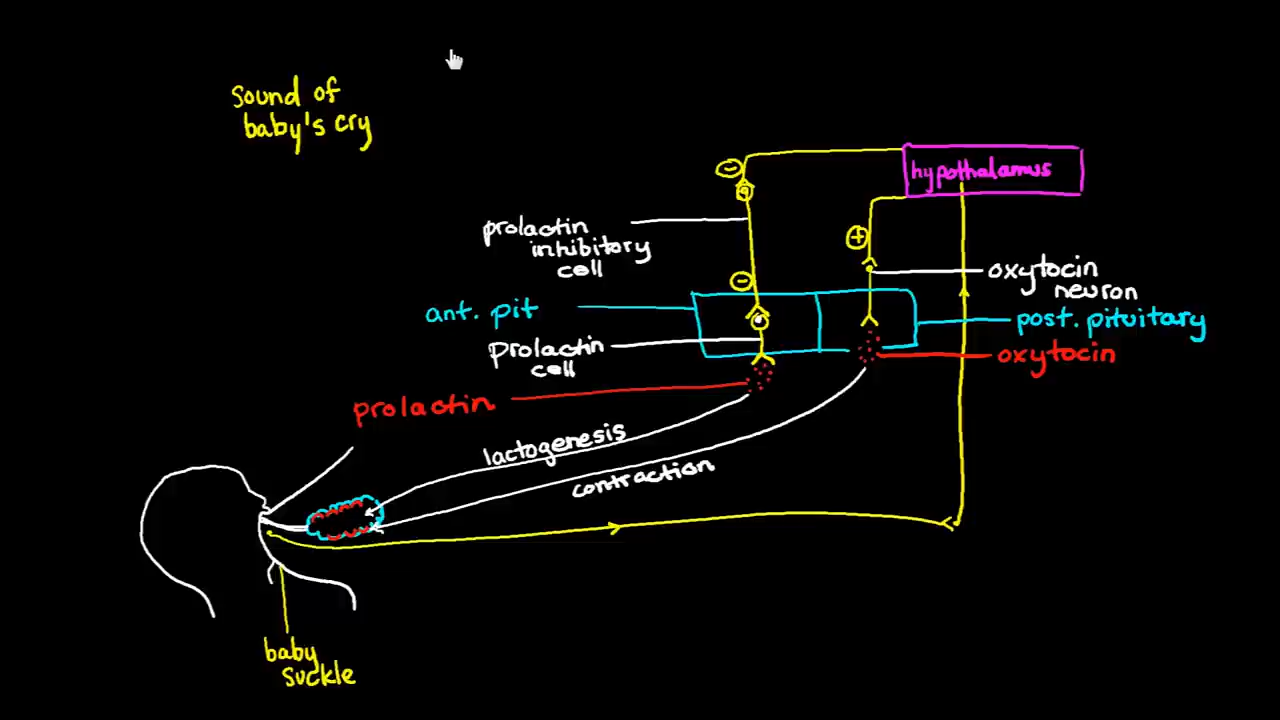 sound of
baby's cry
hypothalamus
prolactin
inhibitory
cell
oxytocin
neuron
ant. pit
post. pituitary
prolactin
cell
oxytocin
prolactin
lactogenesis
contraction
baby
suckle